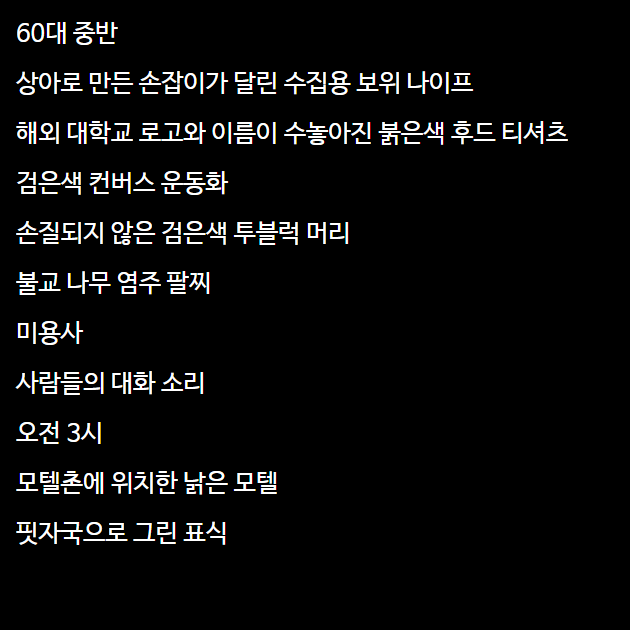 60대 중반
상아로 만든 손잡이가 달린 수집용 보위 나이프
해외 대학교 로고와 이름이 수놓아진 붉은색 후드 티셔츠
검은색 컨버스 운동화
손질되지 않은 검은색 투블럭 머리
불교 나무 염주 팔찌
미용사
사람들의 대화 소리
오전 3시
모텔촌에 위치한 낡은 모텔
핏자국으로 그린 표식